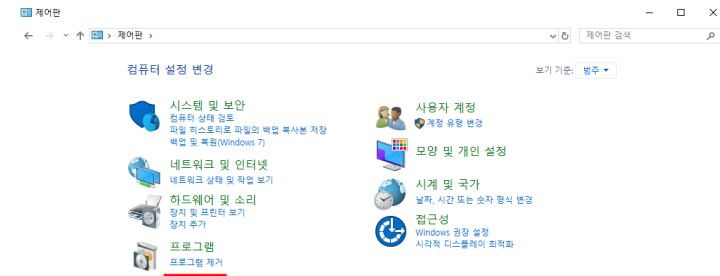 제어판
제어판
제어판 검색
컴퓨터 설정 변경
보기 기준: 범주
시스템 및 보안
컴퓨터 상태 검토
파일 히스토리로 파일의 백업 복사본 저장
백업 및 복원(Windows 7)
네트워크 및 인터넷
네트워크 상태 및 작업 보기
하드웨어 및 소리
장치 및 프린터 보기
장치 추가
프로그램
프로그램 제거
사용자 계정
계정 유형 변경
모양 및 개인 설정
시계 및 국가
날짜, 시간 또는 숫자 형식 변경
접근성
Windows 권장 설정
시각적 디스플레이 최적화